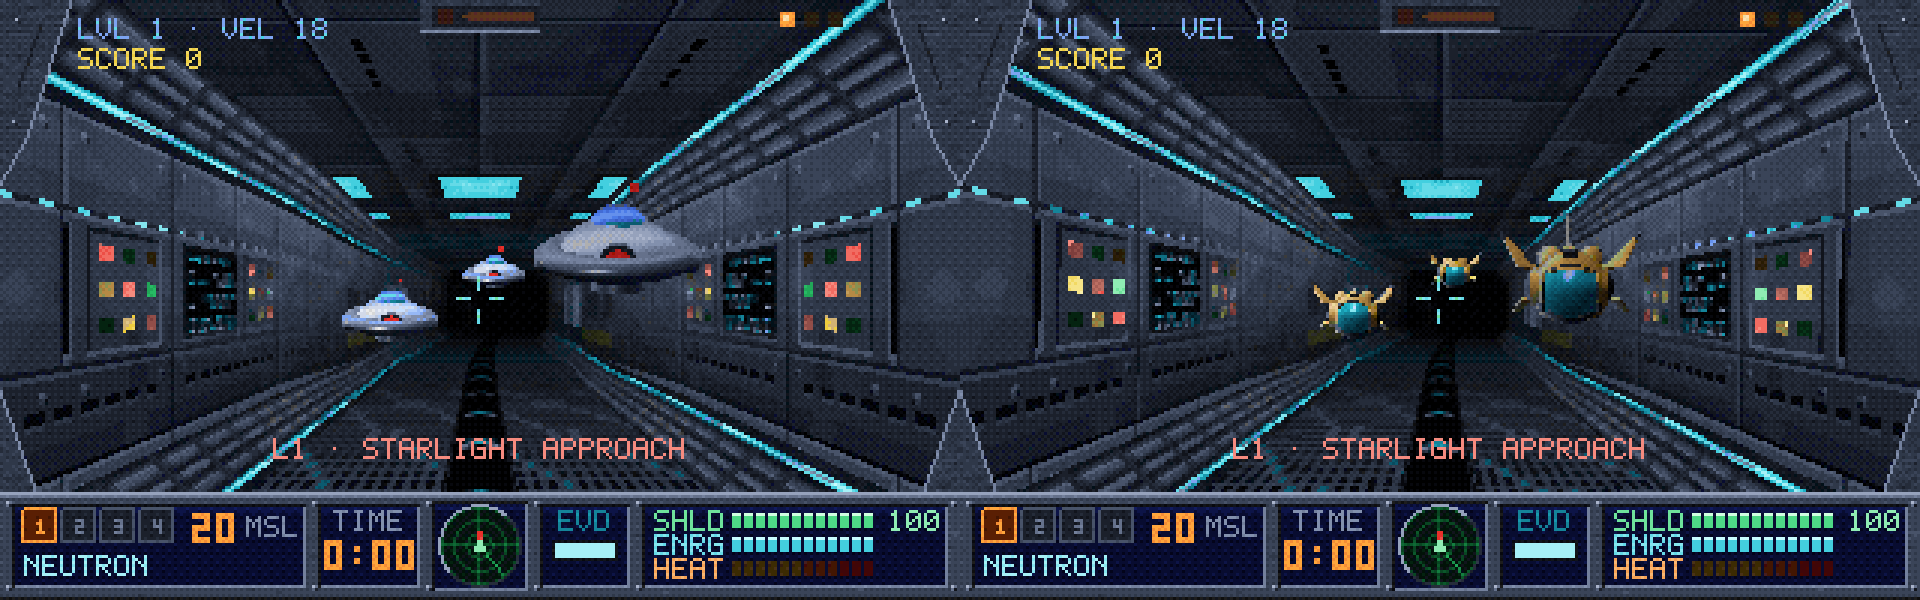 LVL 1 · VEL 18
SCORE 0
L1 · STARLIGHT APPROACH
1 2 3 4 20 MSL
NEUTRON
TIME
0:00
EVD
SHLD 100
ENRG
HEAT
LVL 1 · VEL 18
SCORE 0
L1 · STARLIGHT APPROACH
1 2 3 4 20 MSL
NEUTRON
TIME
0:00
EVD
SHLD 100
ENRG
HEAT